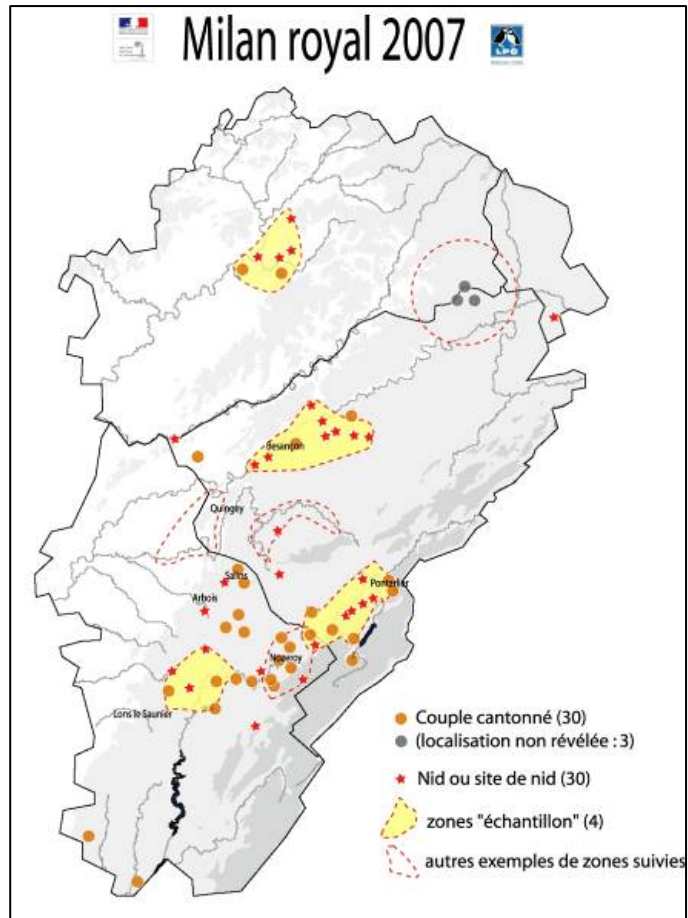 Milan royal 2007
LPO
Besançon
Quingey
Salins
Pontarlier
Arbois
Nozeroy
Lons le Saunier
Couple cantonné (30)
(localisation non révélée : 3)
Nid ou site de nid (30)
zones "échantillon" (4)
autres exemples de zones suivies